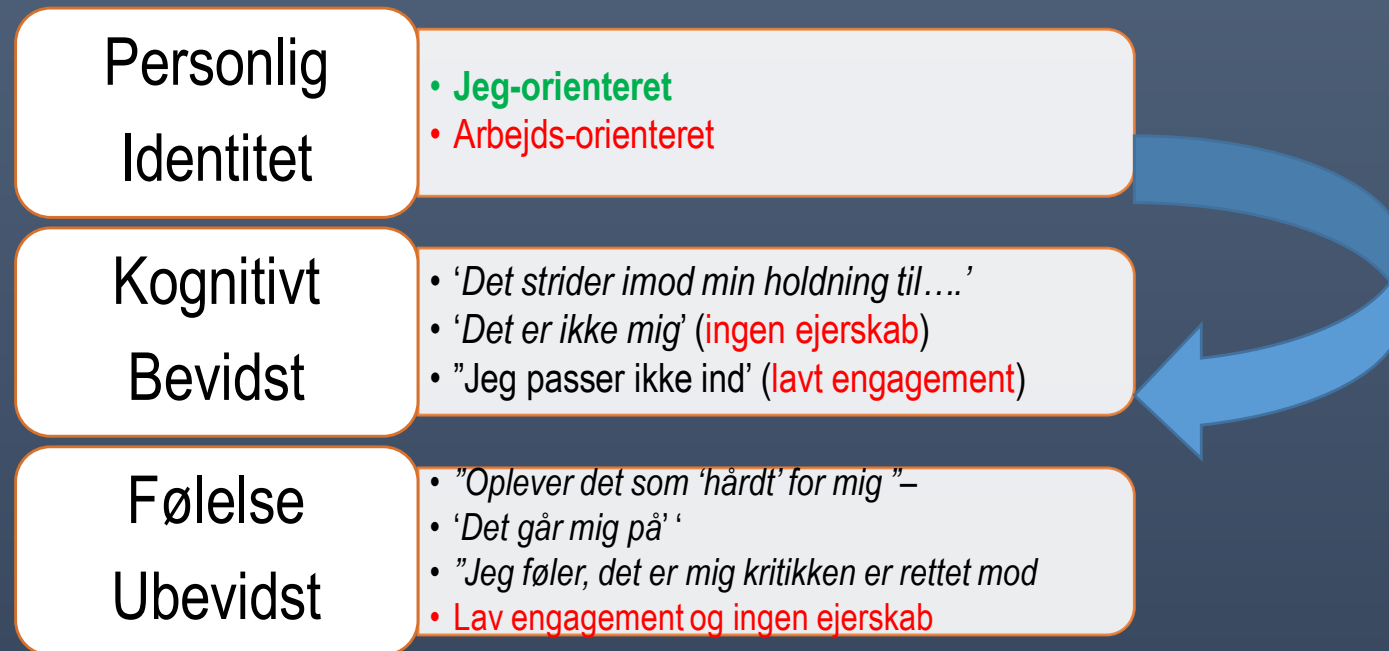 Personlig
Identitet
• Jeg-orienteret
• Arbejds-orienteret
Kognitivt
Bevidst
• ‘Det strider imod min holdning til….’
• ‘Det er ikke mig’ (ingen ejerskab)
• ”Jeg passer ikke ind’ (lavt engagement)
Følelse
Ubevidst
• ”Oplever det som ‘hårdt’ for mig ”–
• ‘Det går mig på’ ‘
• ”Jeg føler, det er mig kritikken er rettet mod
• Lav engagement og ingen ejerskab